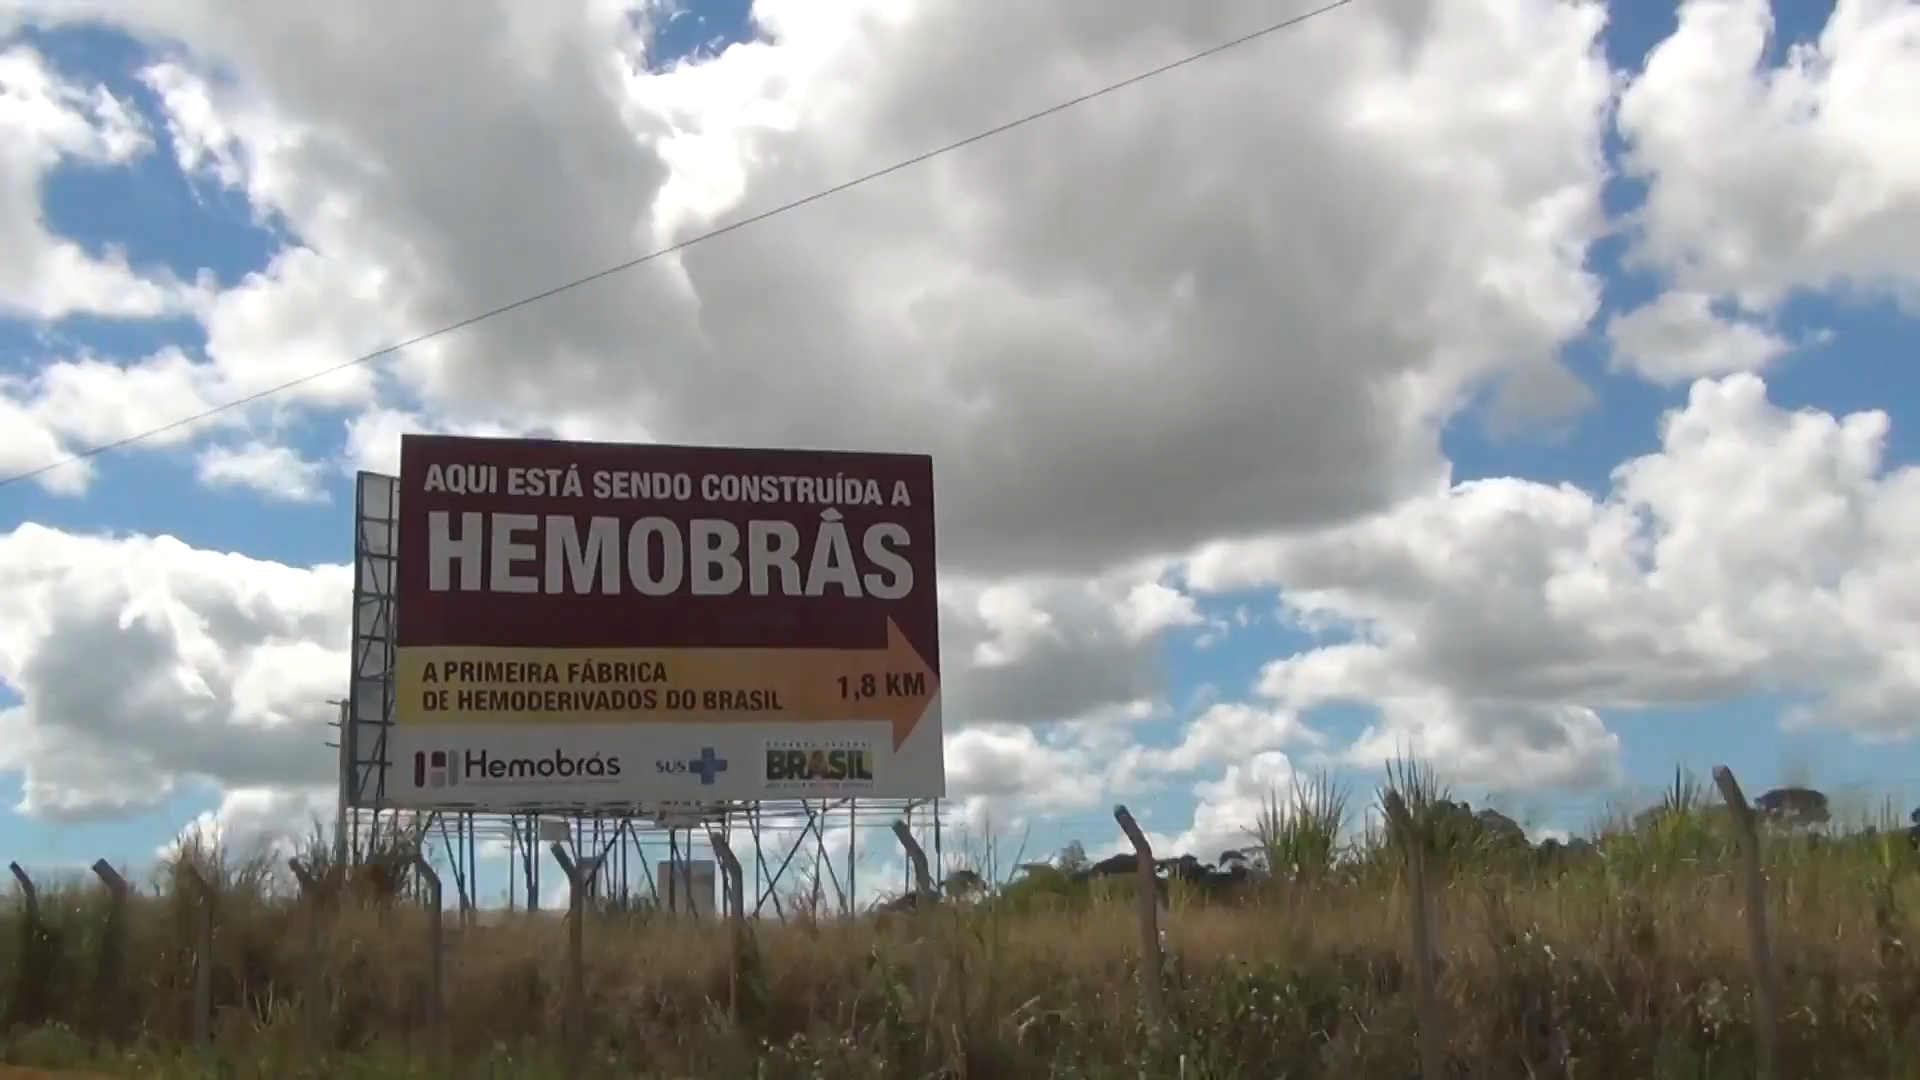 AQUI ESTÁ SENDO CONSTRUÍDA A
HEMOBRÁS
A PRIMEIRA FÁBRICA
DE HEMODERIVADOS DO BRASIL
1,8 KM
Hemobrás
SUS
BRASIL